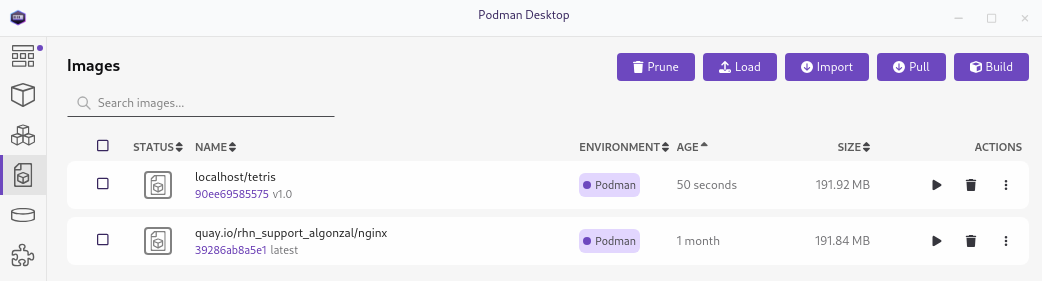 Podman Desktop
Images
Prune Load Import Pull Build
Search images...
STATUS NAME ENVIRONMENT AGE SIZE ACTIONS
localhost/tetris
90ee69585575 v1.0
Podman 50 seconds 191.92 MB
quay.io/rhn_support_algonzal/nginx
39286ab8a5e1 latest
Podman 1 month 191.84 MB